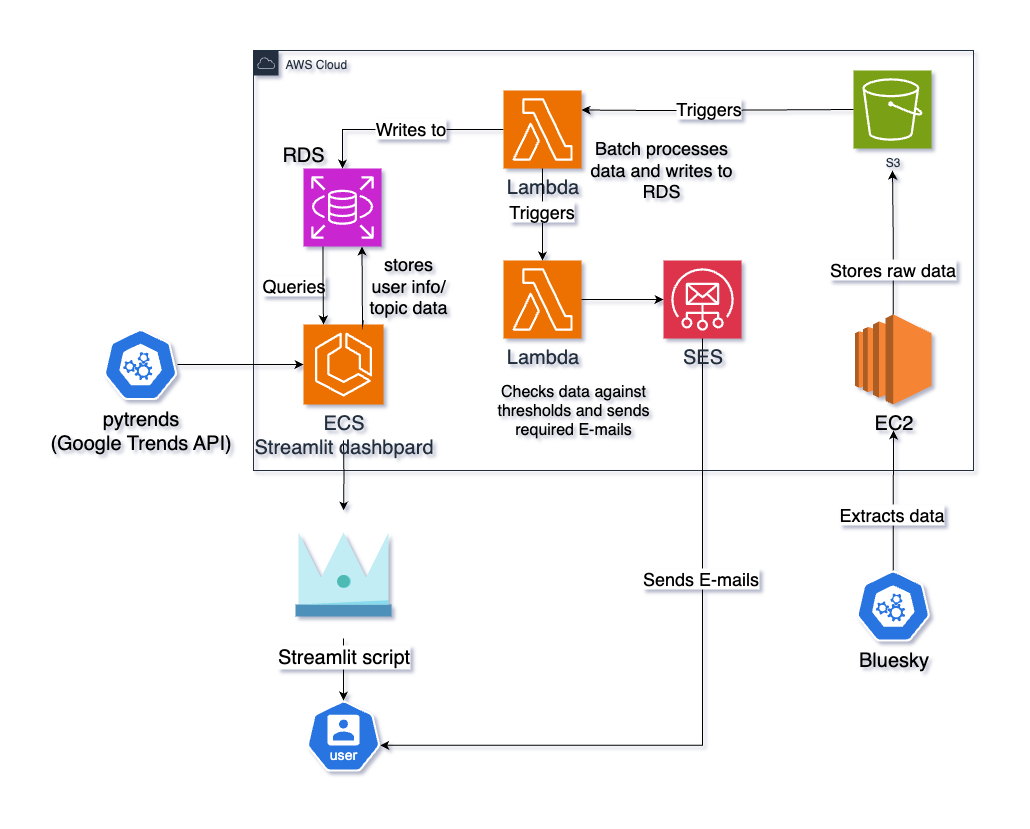 AWS Cloud
Triggers
Writes to
RDS
Batch processes
data and writes to
RDS
S3
Lambda
Triggers
stores
user info/
topic data
Queries
Stores raw data
Lambda
SES
Checks data against
thresholds and sends
required E-mails
pytrends
(Google Trends API)
ECS
Streamlit dashbpard
EC2
Extracts data
Sends E-mails
Bluesky
Streamlit script
user